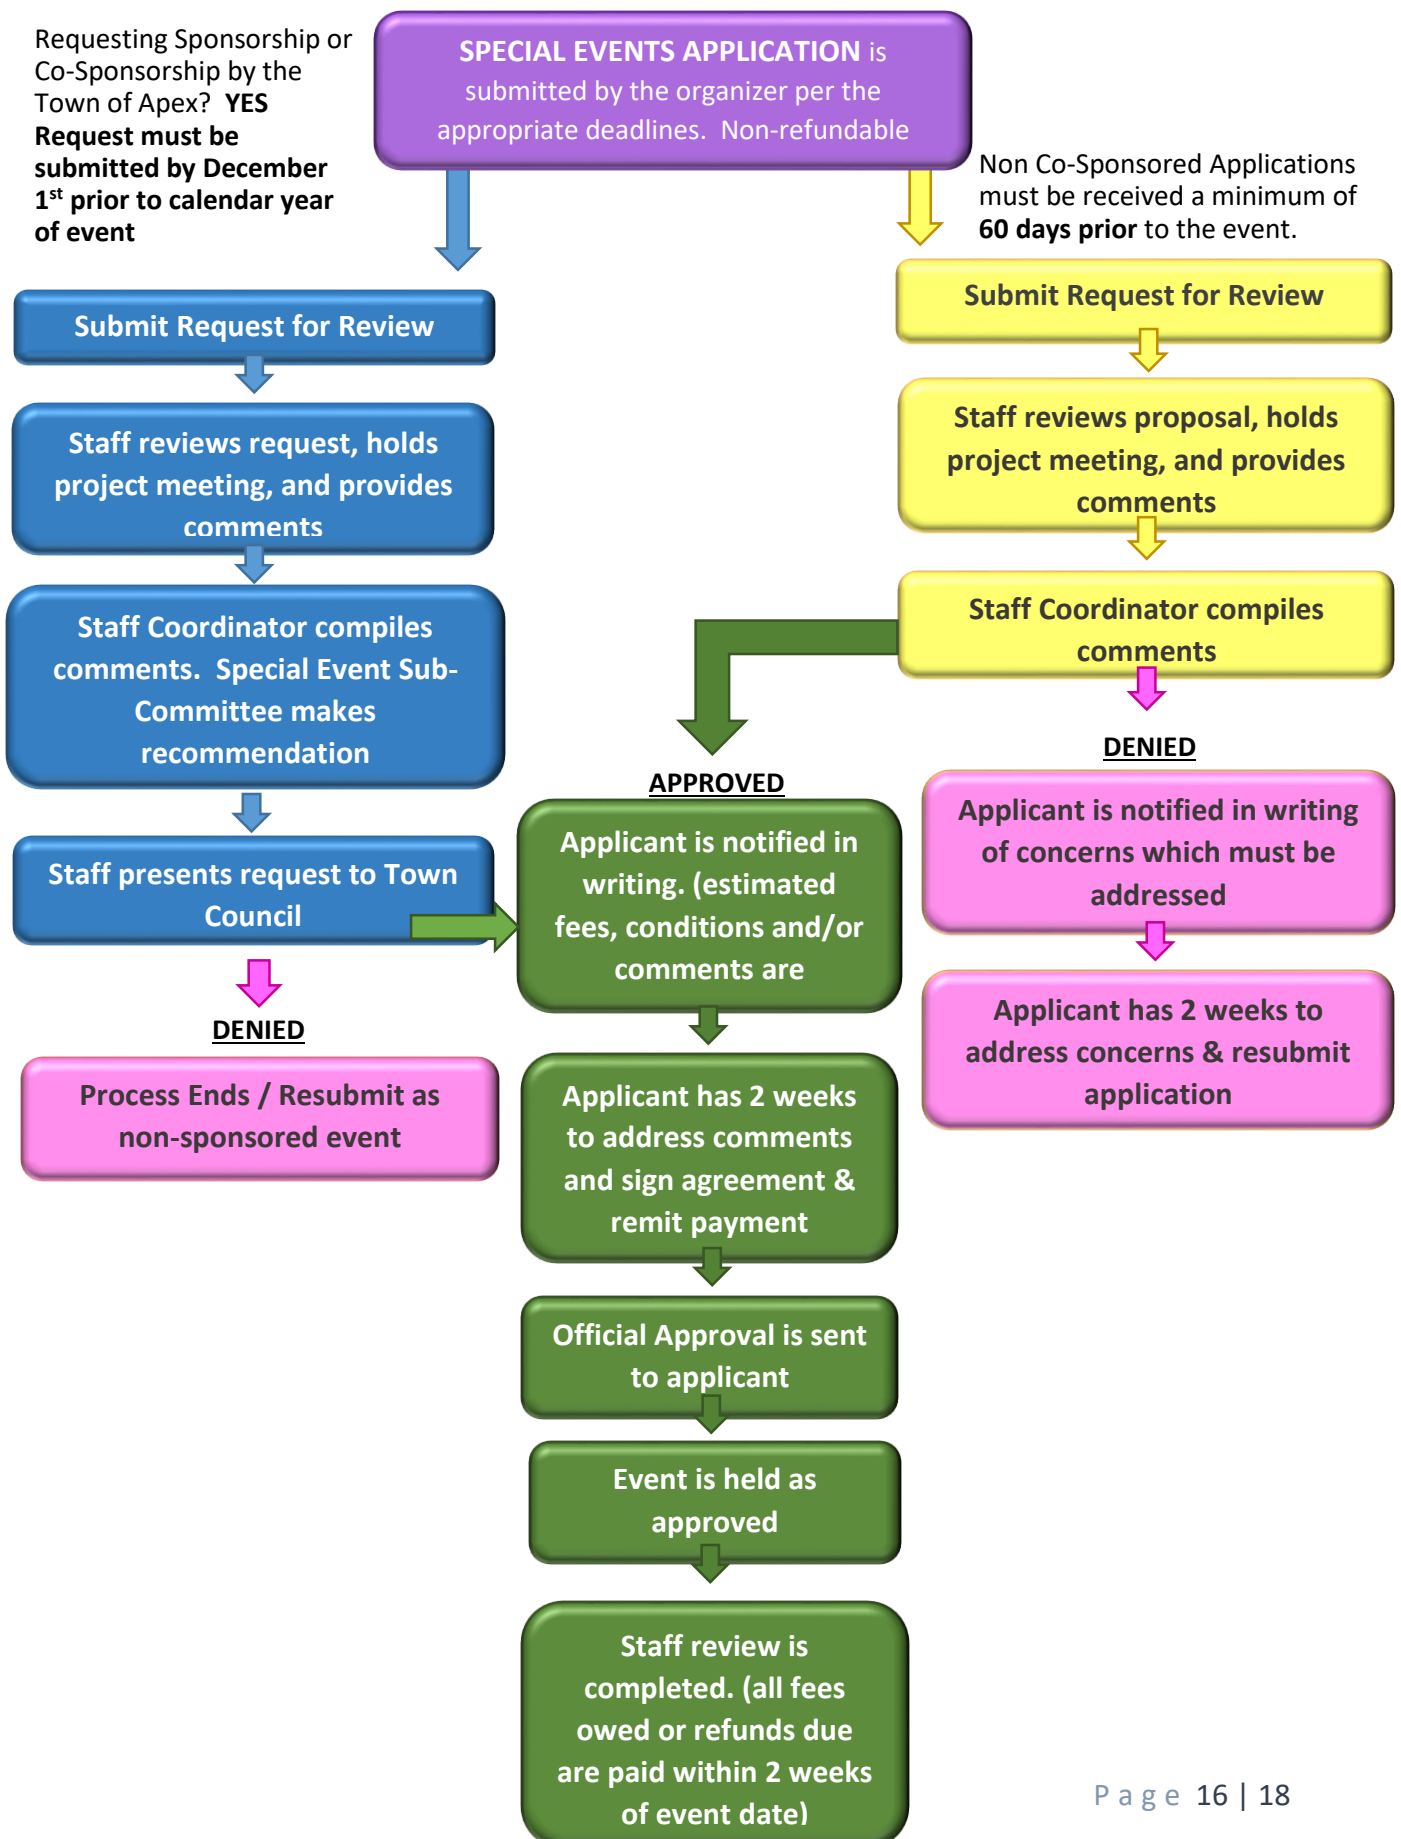 Requesting Sponsorship or
Co-Sponsorship by the
Town of Apex? YES
Request must be
submitted by December
1st prior to calendar year
of event
SPECIAL EVENTS APPLICATION is
submitted by the organizer per the
appropriate deadlines. Non-refundable
Non Co-Sponsored Applications
must be received a minimum of
60 days prior to the event.
Submit Request for Review
Staff reviews request, holds
project meeting, and provides
comments
Staff Coordinator compiles
comments. Special Event Sub-
Committee makes
recommendation
Staff presents request to Town
Council
DENIED
Process Ends / Resubmit as
non-sponsored event
Submit Request for Review
Staff reviews proposal, holds
project meeting, and provides
comments
Staff Coordinator compiles
comments
DENIED
Applicant is notified in writing
of concerns which must be
addressed
Applicant has 2 weeks to
address concerns & resubmit
application
APPROVED
Applicant is notified in
writing. (estimated
fees, conditions and/or
comments are
Applicant has 2 weeks
to address comments
and sign agreement &
remit payment
Official Approval is sent
to applicant
Event is held as
approved
Staff review is
completed. (all fees
owed or refunds due
are paid within 2 weeks
of event date)
Page 16 | 18